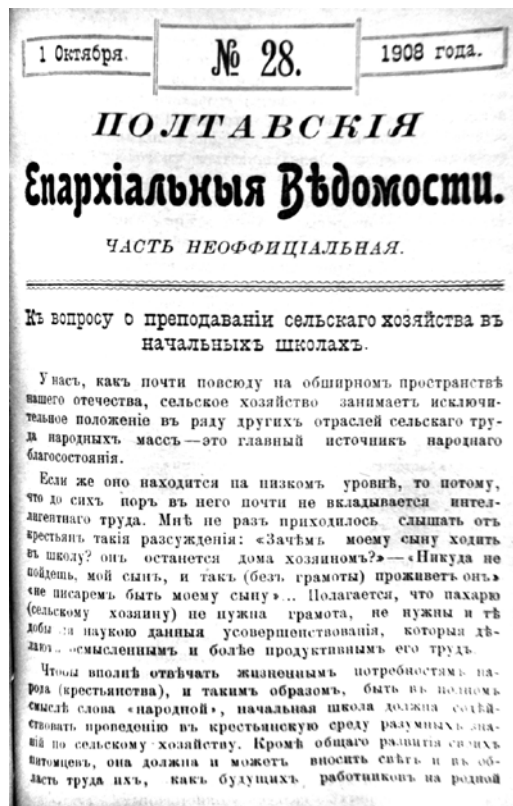 1 Октября.
№ 28.
1908 года.
ПОЛТАВСКІЯ
Епархіальныя Вѣдомости.
ЧАСТЬ НЕОФФИЦІАЛЬНАЯ.
Къ вопросу о преподаваніи сельскаго хозяйства въ
начальныхъ школахъ.
У насъ, какъ почти повсюду на обширномъ пространствѣ
нашего отечества, сельское хозяйство занимаетъ исключи-
тельное положеніе въ ряду другихъ отраслей сельскаго тру-
да народныхъ массъ—это главный источникъ народнаго
благосостоянія.
Если же оно находится на низкомъ уровнѣ, то потому,
что до сихъ поръ въ него почти не вкладывается интел-
лигентнаго труда. Мнѣ не разъ приходилось слышать отъ
крестьянъ такія разсужденія: «Зачѣмъ моему сыну ходить
въ школу? онъ останется дома хозяиномъ?»—«Никуда не
пойдешь, мой сынъ, и такъ (безъ грамоты) проживетъ онъ»
«не писаремъ быть моему сыну»... Полагается, что пахарю
(сельскому хозяину) не нужна грамота, не нужны и тѣ
добы наукою данныя усовершенствованія, которыя дѣ-
лаю осмысленнымъ и болѣе продуктивнымъ его трудъ
Чтобы вполнѣ отвѣчать жизненнымъ потребностямъ на-
рода (крестьянства), и такимъ образомъ, быть въ полномъ
смыслѣ слова «народной», начальная школа должна содѣй-
ствовать проведенію въ крестьянскую среду разумныхъ зна-
ній по сельскому хозяйству. Кромѣ общаго развитія своихъ
питомцевъ, она должна и можетъ вносить свѣтъ и въ об-
ласть труда ихъ, какъ будущихъ работниковъ на родной